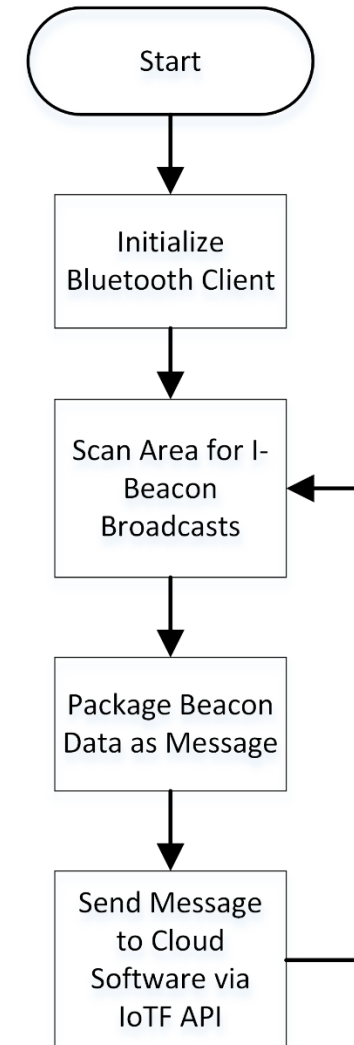 Start
Initialize
Bluetooth Client
Scan Area for I-
Beacon
Broadcasts
Package Beacon
Data as Message
Send Message
to Cloud
Software via
IoTF API